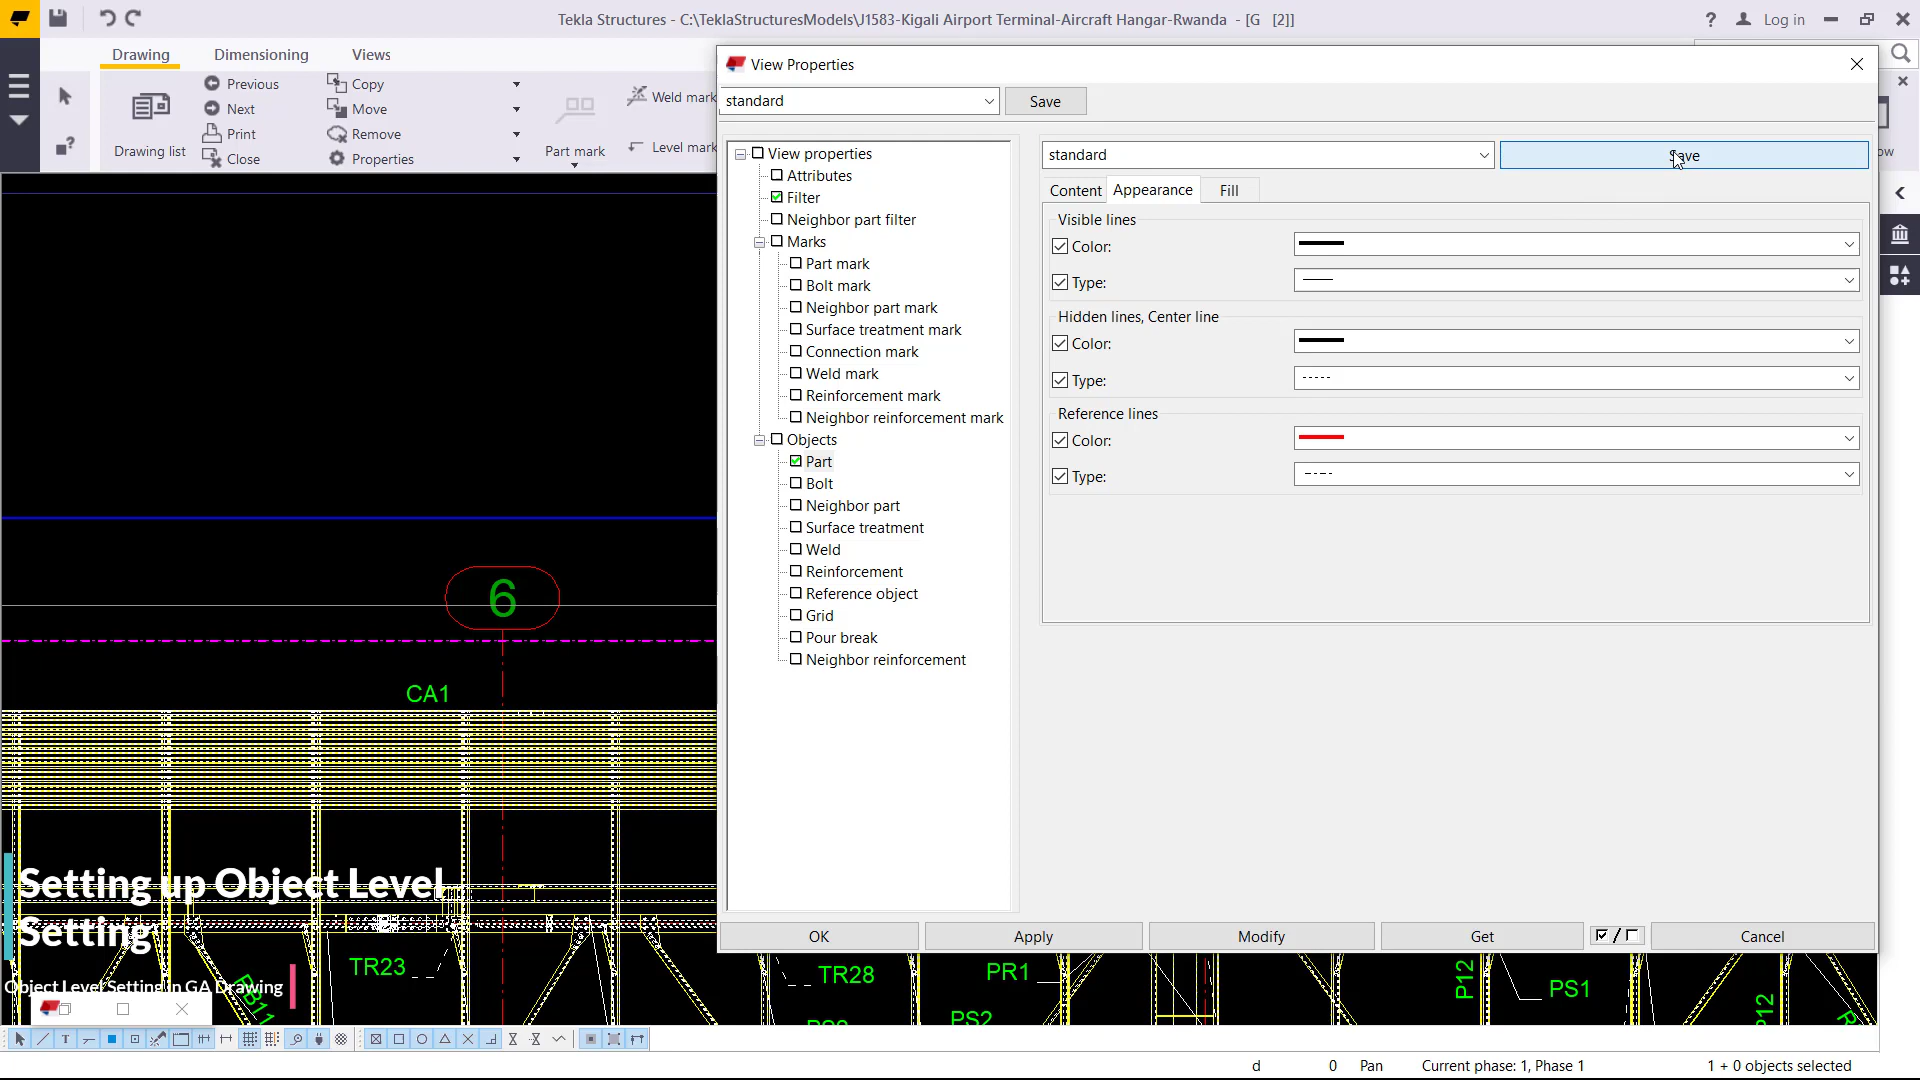 Tekla Structures - C:\TeklaStructuresModels\J1583-Kigali Airport Terminal-Aircraft Hangar-Rwanda - [G [2]]
? Log in
Drawing Dimensioning Views
Previous
Next
Print
Close
Copy
Move
Remove
Properties
Drawing list
Part mark
Weld mark
Level mark
View Properties
standard Save
View properties
Attributes
Filter
Neighbor part filter
Marks
Part mark
Bolt mark
Neighbor part mark
Surface treatment mark
Connection mark
Weld mark
Reinforcement mark
Neighbor reinforcement mark
Objects
Part
Bolt
Neighbor part
Surface treatment
Weld
Reinforcement
Reference object
Grid
Pour break
Neighbor reinforcement
standard Save
Content Appearance Fill
Visible lines
Color:
Type:
Hidden lines, Center line
Color:
Type:
Reference lines
Color:
Type:
OK Apply Modify Get / Cancel
6
CA1
Setting up Object Level
Setting
TR23
Object Level Setting in GA Drawing
TR28
PR1
PS2
P12
PS1
P12
d 0 Pan Current phase: 1, Phase 1 1 + 0 objects selected